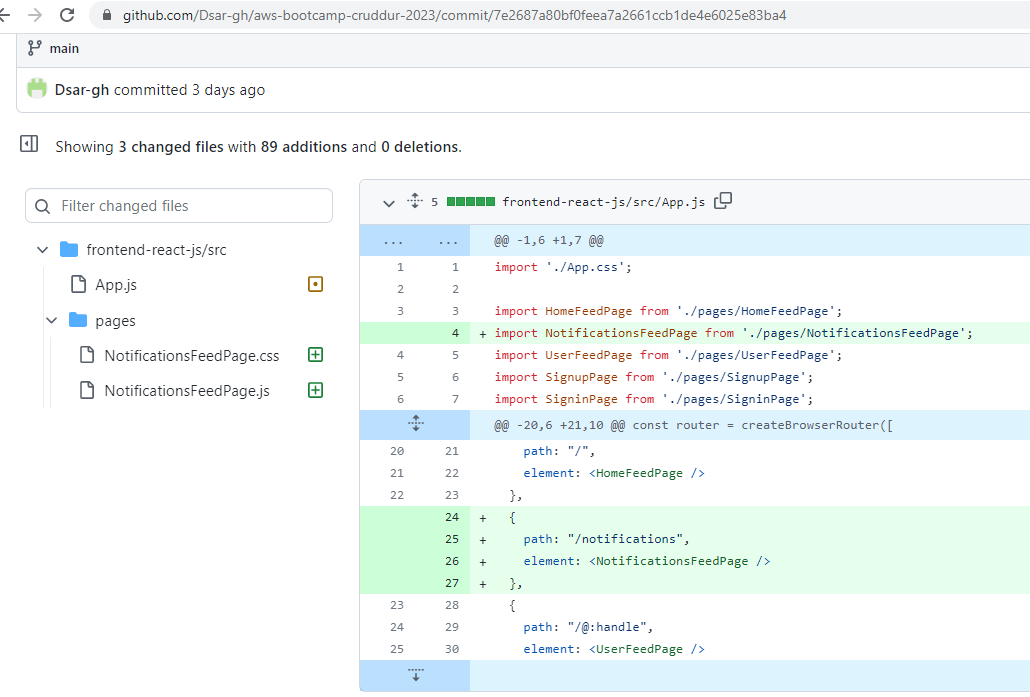 github.com/Dsar-gh/aws-bootcamp-cruddur-2023/commit/7e2687a80bf0feea7a2661ccb1de4e6025e83ba4
main
Dsar-gh committed 3 days ago
Showing 3 changed files with 89 additions and 0 deletions.
Filter changed files
frontend-react-js/src
App.js
pages
NotificationsFeedPage.css
NotificationsFeedPage.js
5 frontend-react-js/src/App.js
... ... @@ -1,6 +1,7 @@
1 1 import './App.css';
2 2
3 3 import HomeFeedPage from './pages/HomeFeedPage';
4 + import NotificationsFeedPage from './pages/NotificationsFeedPage';
4 5 import UserFeedPage from './pages/UserFeedPage';
5 6 import SignupPage from './pages/SignupPage';
6 7 import SigninPage from './pages/SigninPage';
@@ -20,6 +21,10 @@ const router = createBrowserRouter([
20 21 path: "/",
21 22 element: <HomeFeedPage />
22 23 },
24 + {
25 + path: "/notifications",
26 + element: <NotificationsFeedPage />
27 + },
23 28 {
24 29 path: "/@:handle",
25 30 element: <UserFeedPage />